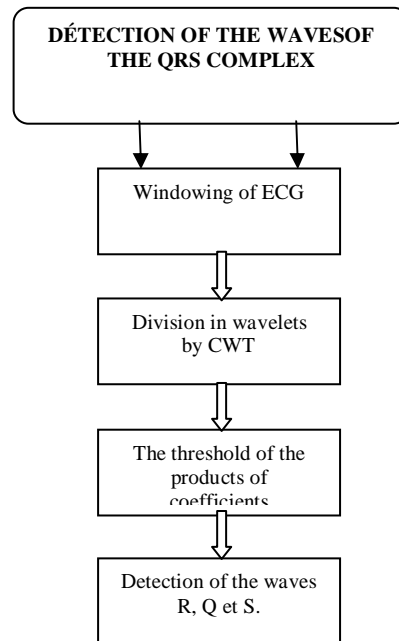 DÉTECTION OF THE WAVESOF
THE QRS COMPLEX
Windowing of ECG
Division in wavelets
by CWT
The threshold of the
products of
coefficients
Detection of the waves
R, Q et S.